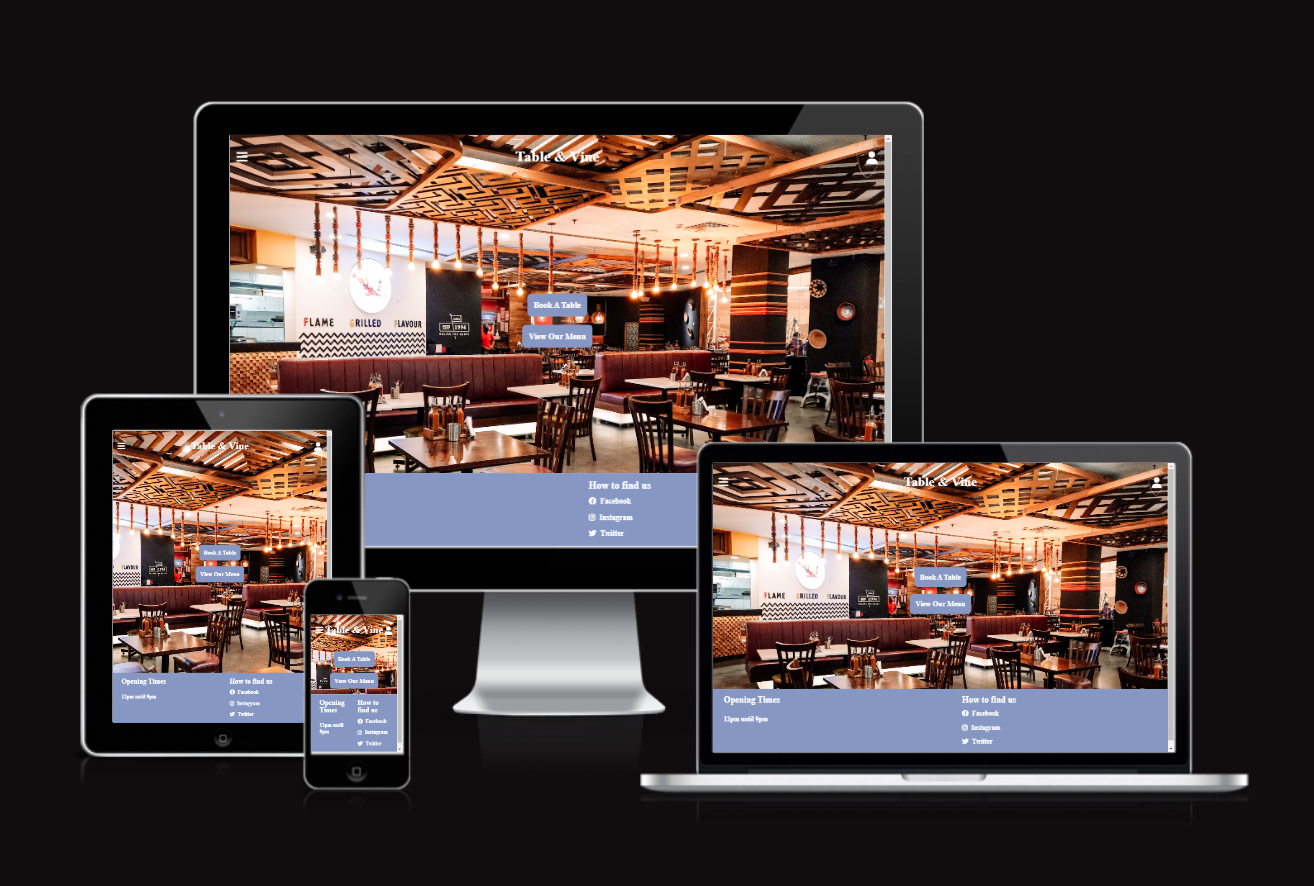 Table & Vine
FLAME GRILLED FLAVOUR
1994
Book A Table
View Our Menu
How to find us
Facebook
Instagram
Twitter
Table & Vine
FLAVOUR
Book A Table
View Our Menu
Opening Times
12pm until 9pm
How to find us
Facebook
Instagram
Twitter
Table & Vine
Book A Table
View Our Menu
Opening
Times
12pm until
9pm
How to
find us
Facebook
Instagram
Twitter
Table & Vine
FLAME GRILLED FLAVOUR
Book A Table
View Our Menu
Opening Times
12pm until 9pm
How to find us
Facebook
Instagram
Twitter